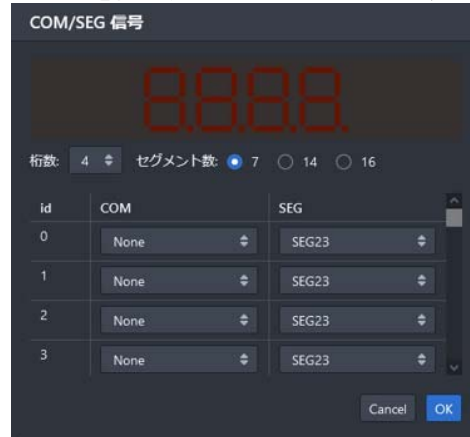 COM/SEG 信号
8.8.8.8.
桁数: 4 セグメント数: 7 14 16
id COM SEG
0 None SEG23
1 None SEG23
2 None SEG23
3 None SEG23
Cancel OK